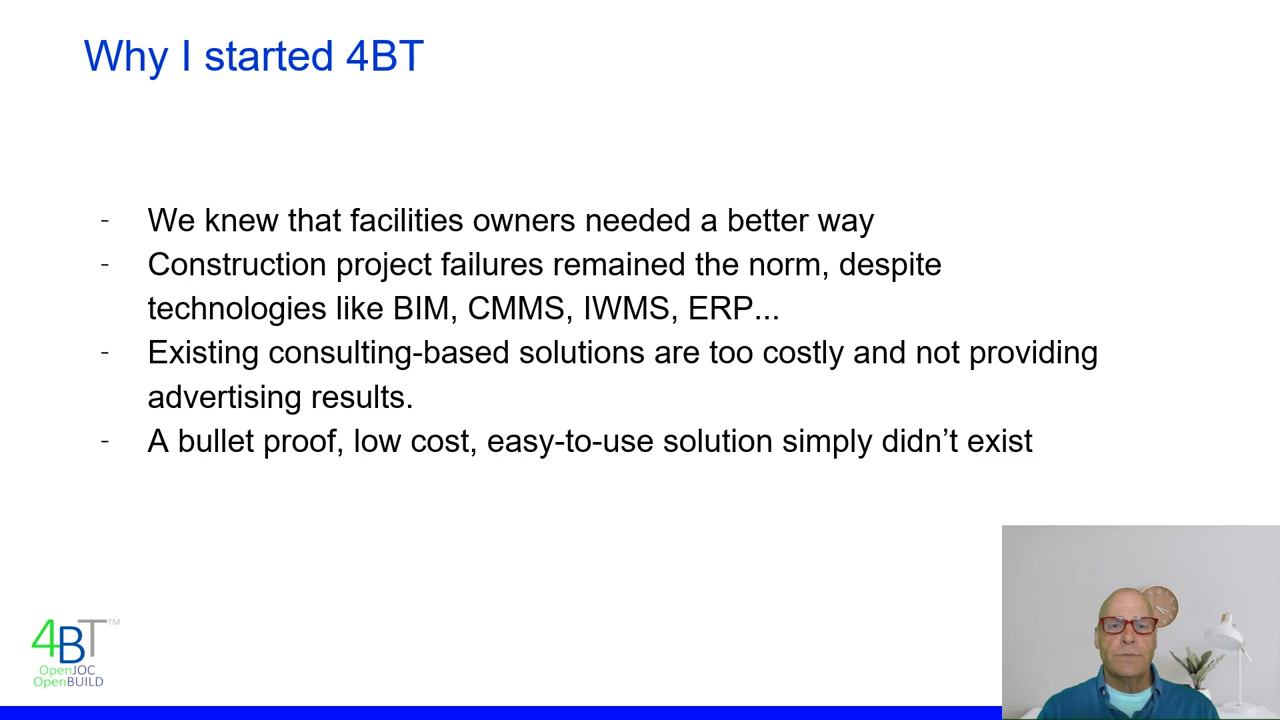 Why I started 4BT
- We knew that facilities owners needed a better way
- Construction project failures remained the norm, despite
technologies like BIM, CMMS, IWMS, ERP...
- Existing consulting-based solutions are too costly and not providing
advertising results.
- A bullet proof, low cost, easy-to-use solution simply didn’t exist
4BT™
OpenJOC
OpenBUILD